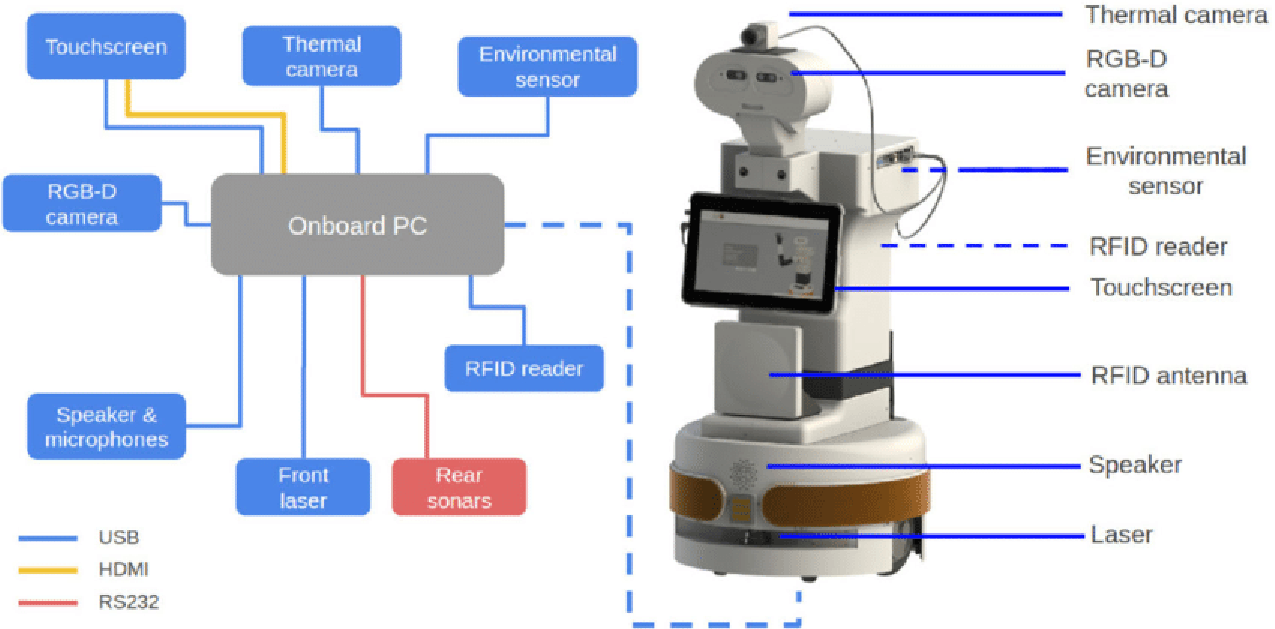 Touchscreen
Thermal
camera
Environmental
sensor
RGB-D
camera
Onboard PC
RFID reader
Speaker &
microphones
Front
laser
Rear
sonars
USB
HDMI
RS232
Thermal camera
RGB-D
camera
Environmental
sensor
RFID reader
Touchscreen
RFID antenna
Speaker
Laser